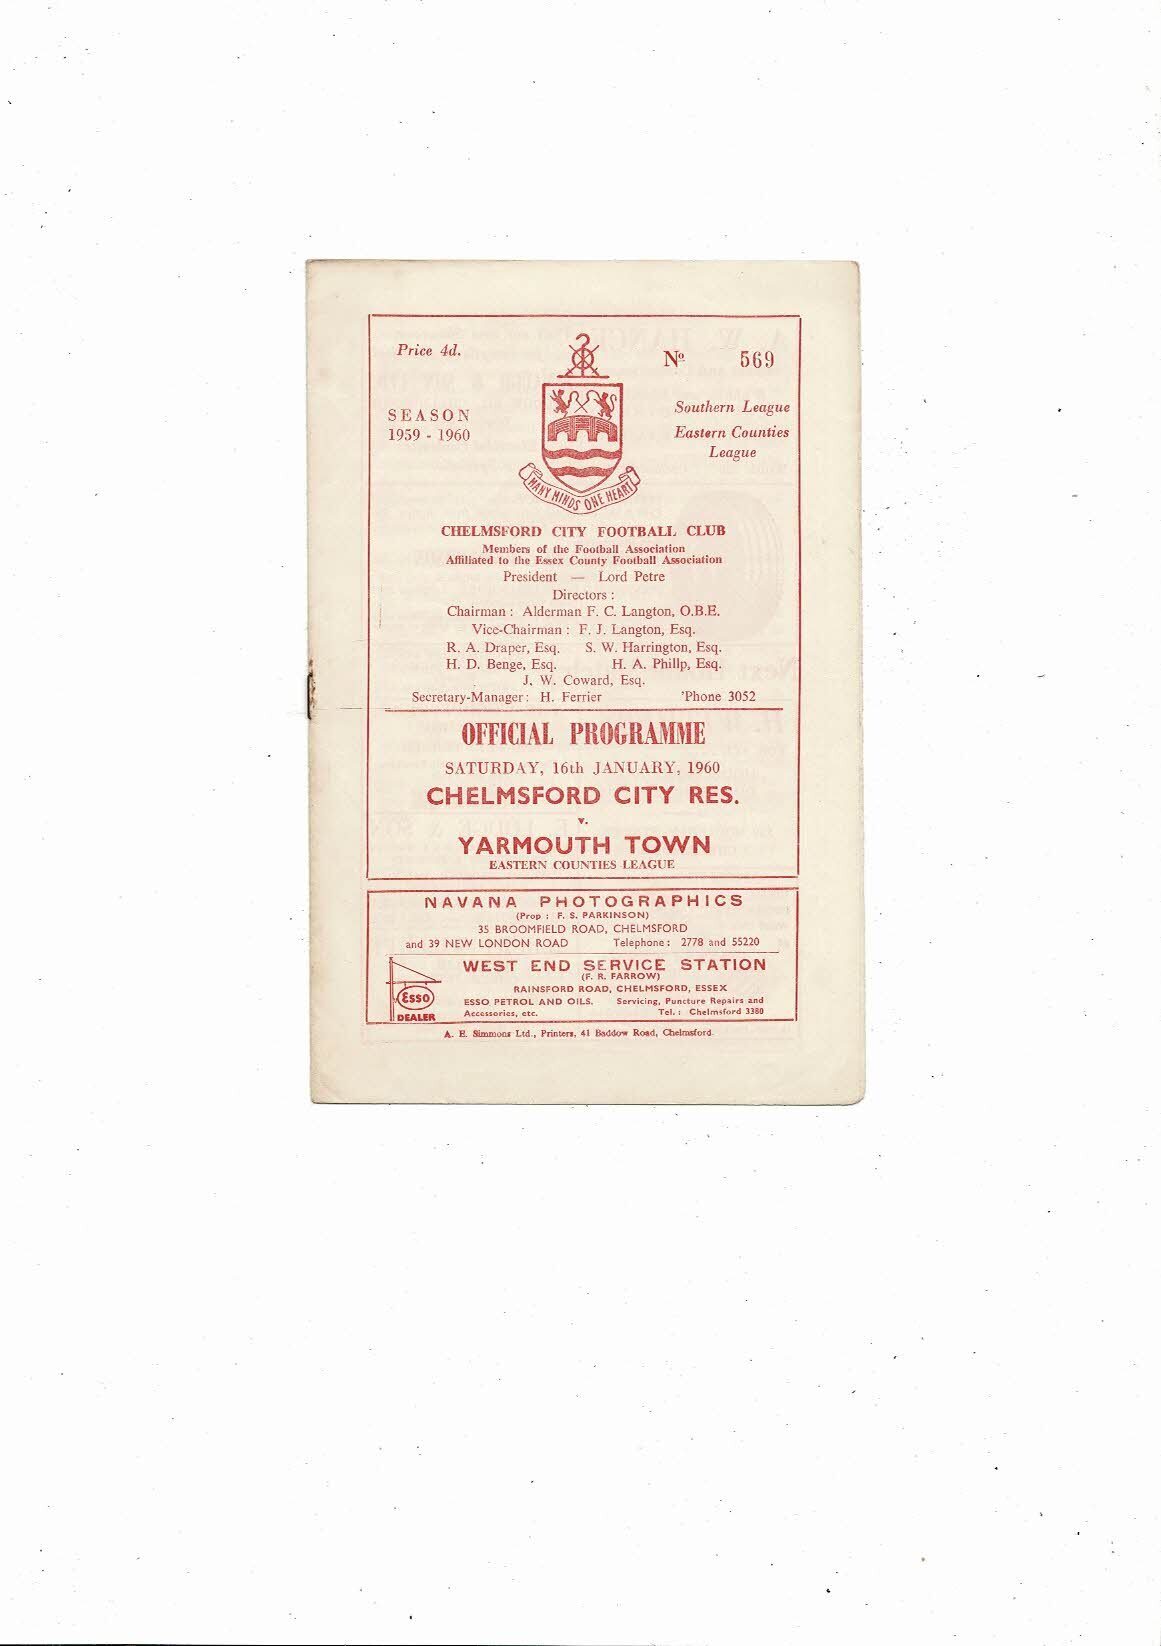 Price 4d.
Nº 569
SEASON
1959 - 1960
Southern League
Eastern Counties
League
MANY MINDS ONE HEART
CHELMSFORD CITY FOOTBALL CLUB
Members of the Football Association
Affiliated to the Essex County Football Association
President — Lord Petre
Directors :
Chairman : Alderman F. C. Langton, O.B.E.
Vice-Chairman : F. J. Langton, Esq.
R. A. Draper, Esq. S. W. Harrington, Esq.
H. D. Benge, Esq. H. A. Phillp, Esq.
J. W. Coward, Esq.
Secretary-Manager : H. Ferrier 'Phone 3052
OFFICIAL PROGRAMME
SATURDAY, 16th JANUARY, 1960
CHELMSFORD CITY RES.
v.
YARMOUTH TOWN
EASTERN COUNTIES LEAGUE
NAVANA PHOTOGRAPHICS
(Prop : F. S. PARKINSON)
35 BROOMFIELD ROAD, CHELMSFORD
and 39 NEW LONDON ROAD Telephone : 2778 and 55220
WEST END SERVICE STATION
(F. R. FARROW)
RAINSFORD ROAD, CHELMSFORD, ESSEX
ESSO PETROL AND OILS. Servicing, Puncture Repairs and
Accessories, etc. Tel. : Chelmsford 3380
Esso
DEALER
A. E. Simmons Ltd., Printers, 41 Baddow Road, Chelmsford